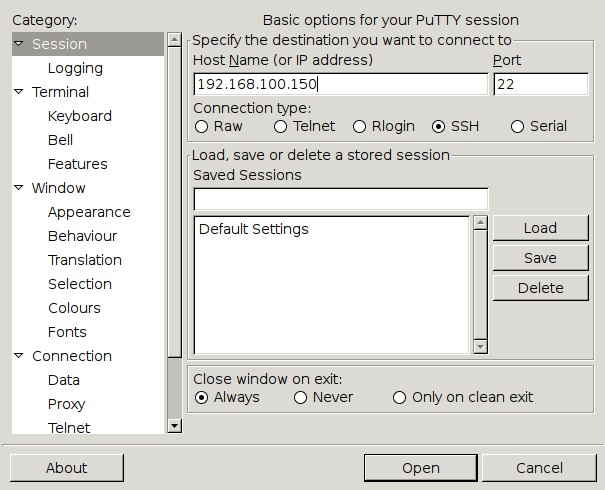 Category:
Session
Logging
Terminal
Keyboard
Bell
Features
Window
Appearance
Behaviour
Translation
Selection
Colours
Fonts
Connection
Data
Proxy
Telnet
Basic options for your PuTTY session
Specify the destination you want to connect to
Host Name (or IP address) Port
192.168.100.150 22
Connection type:
Raw Telnet Rlogin SSH Serial
Load, save or delete a stored session
Saved Sessions
Default Settings
Load
Save
Delete
Close window on exit:
Always Never Only on clean exit
About Open Cancel